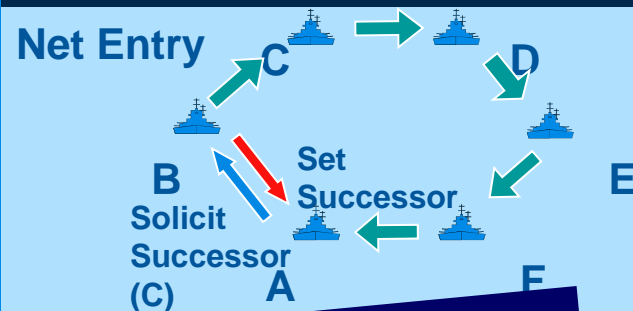 Net Entry
C
D
B
Set
Successor
E
Solicit
Successor
(C)
A
F